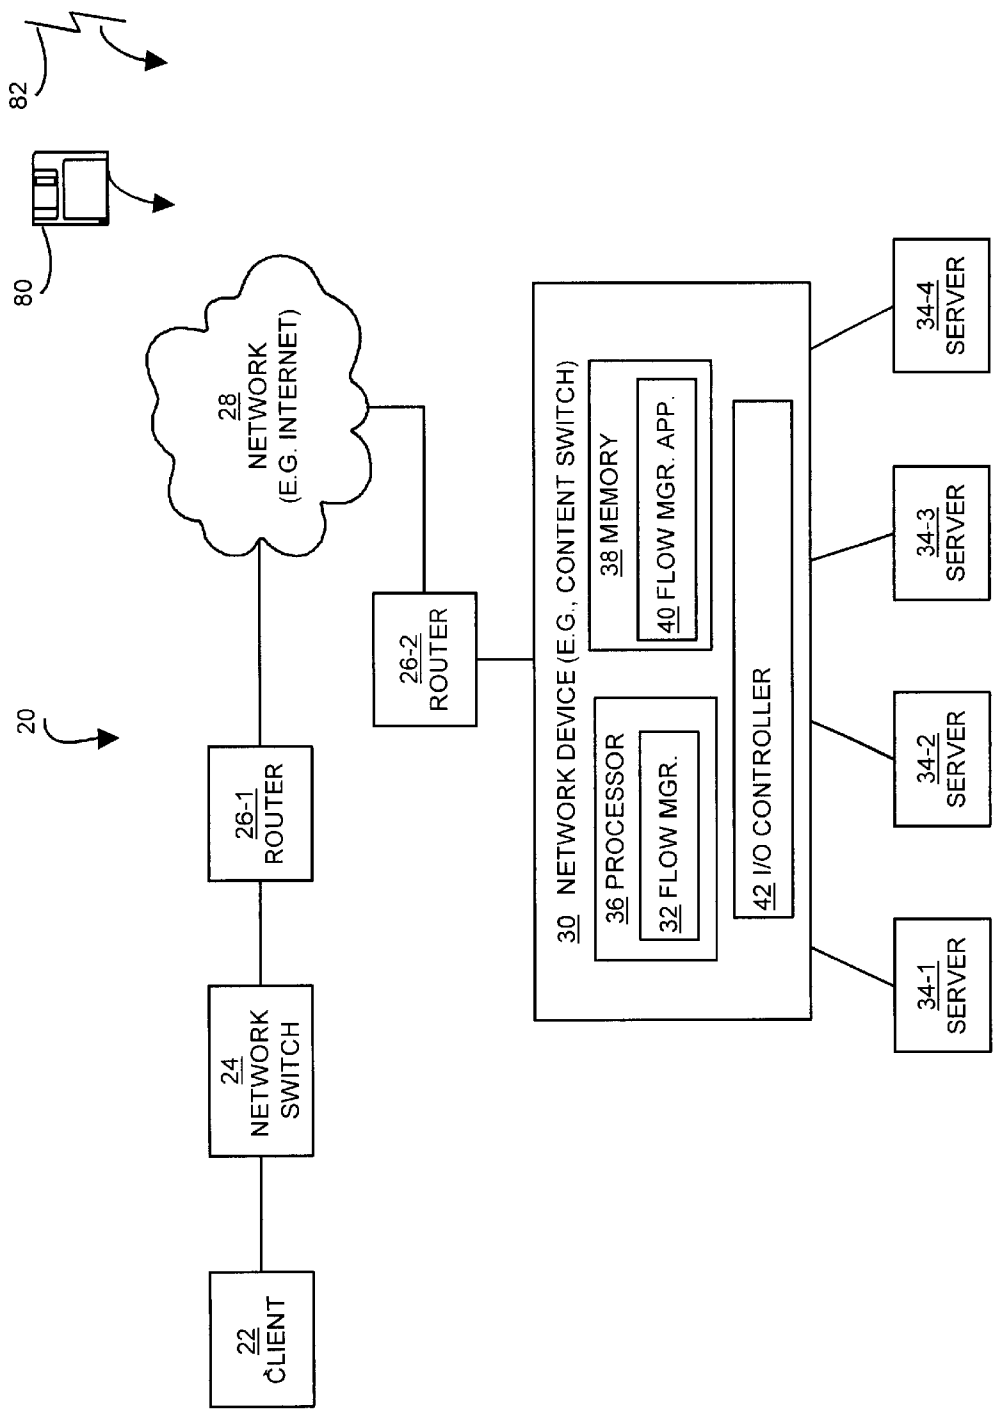 20
80
82
22
CLIENT
24
NETWORK
SWITCH
26-1
ROUTER
28
NETWORK
(E.G. INTERNET)
26-2
ROUTER
30 NETWORK DEVICE (E.G., CONTENT SWITCH)
36 PROCESSOR
32 FLOW MGR.
38 MEMORY
40 FLOW MGR. APP.
42 I/O CONTROLLER
34-1
SERVER
34-2
SERVER
34-3
SERVER
34-4
SERVER